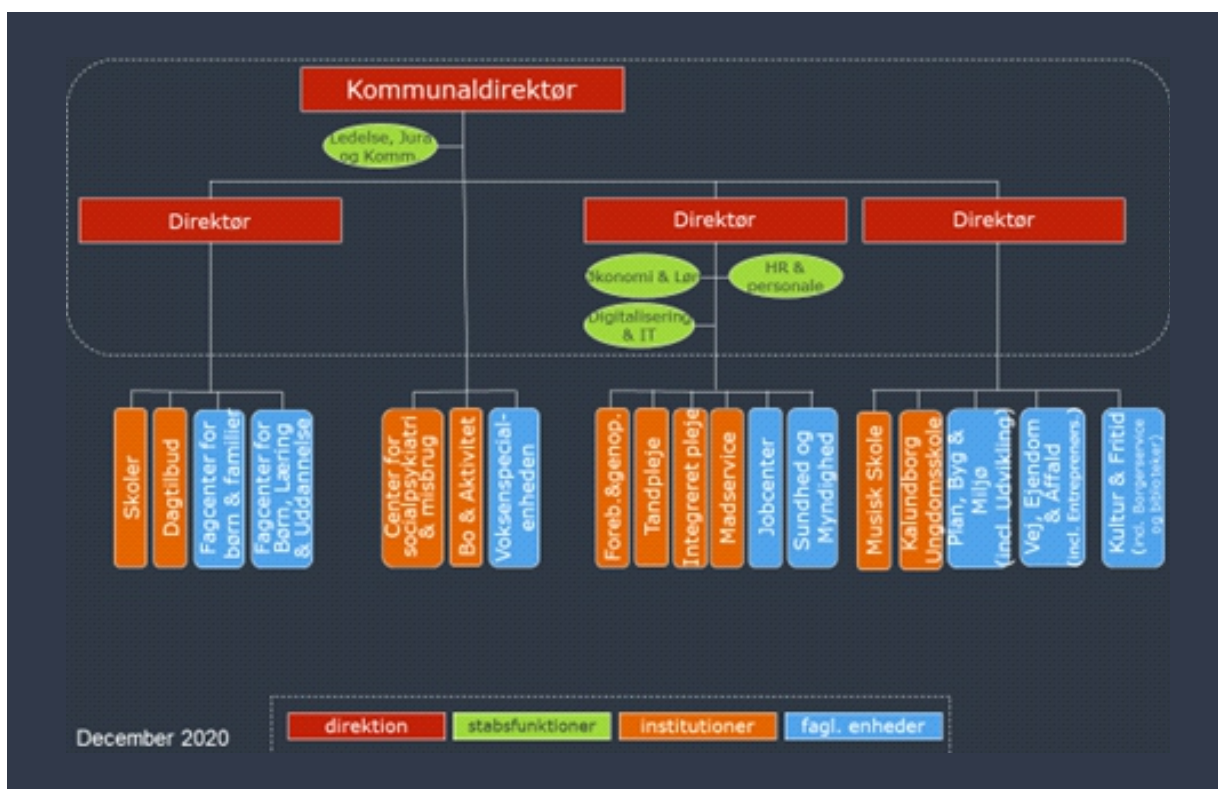 Kommunaldirektør
Ledelse, Jura
og Komm.
Direktør
Direktør
Direktør
Økonomi & Løn
HR &
personale
Digitalisering
& IT
Skoler
Dagtilbud
Fagcenter for
børn & familier
Fagcenter for
Børn, Læring
& Uddannelse
Center for
socialpsykiatri
& misbrug
Bo & Aktivitet
Voksenspecial-
enheden
Foreb.&genop.
Tandpleje
Integreret pleje
Madservice
Jobcenter
Sundhed og
Myndighed
Musisk Skole
Kalundborg
Ungdomsskole
Plan, Byg &
Miljø
(incl. Udvikling)
Vej, Ejendom
& Affald
(incl. Entreprenørs.)
Kultur & Fritid
(incl. Borgerservice
og biblioteker)
December 2020
direktion
stabsfunktioner
institutioner
fagl. enheder